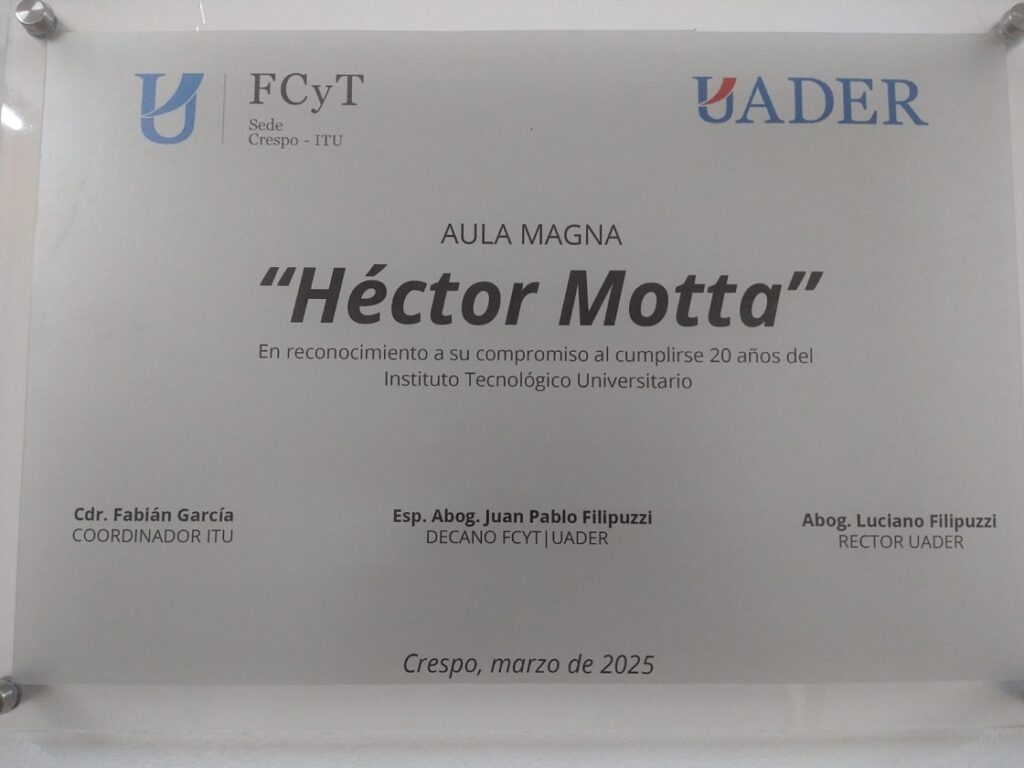 FCyT
Sede
Crespo - ITU
UADER
AULA MAGNA
“Héctor Motta”
En reconocimiento a su compromiso al cumplirse 20 años del
Instituto Tecnológico Universitario
Cdr. Fabián García
COORDINADOR ITU
Esp. Abog. Juan Pablo Filipuzzi
DECANO FCYT|UADER
Abog. Luciano Filipuzzi
RECTOR UADER
Crespo, marzo de 2025